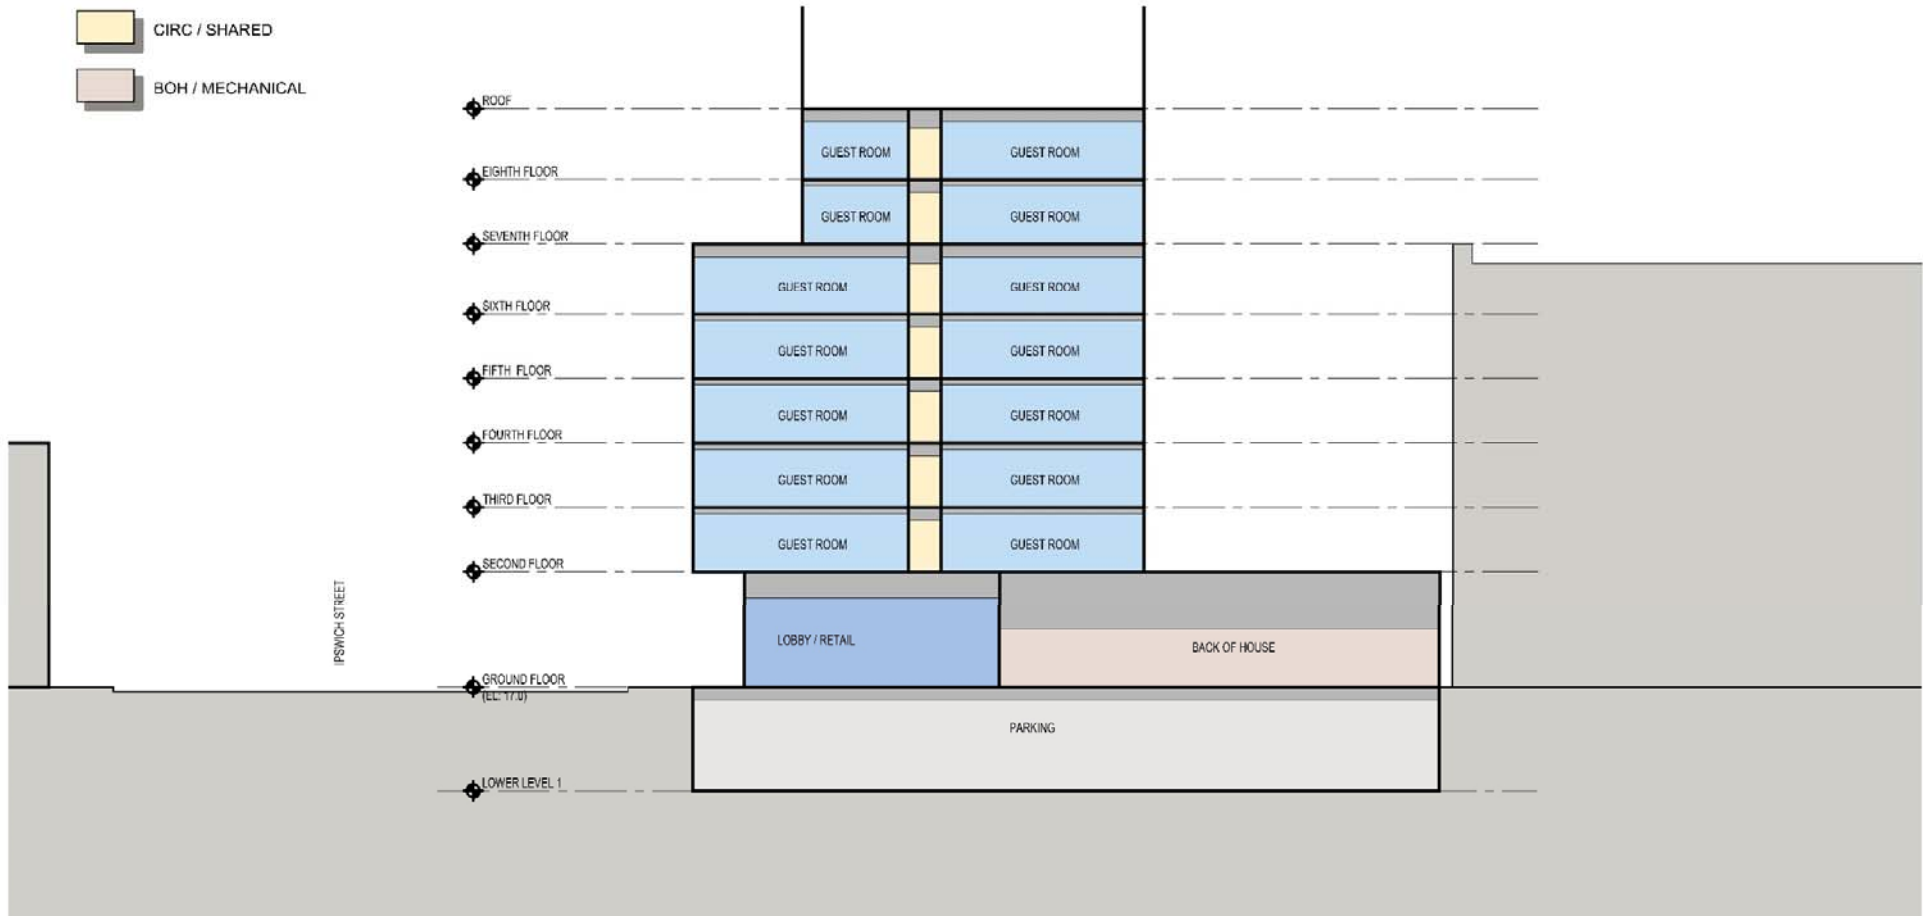 CIRC / SHARED
BOH / MECHANICAL
ROOF
GUEST ROOM GUEST ROOM
EIGHTH FLOOR
GUEST ROOM GUEST ROOM
SEVENTH FLOOR
GUEST ROOM GUEST ROOM
SIXTH FLOOR
GUEST ROOM GUEST ROOM
FIFTH FLOOR
GUEST ROOM GUEST ROOM
FOURTH FLOOR
GUEST ROOM GUEST ROOM
THIRD FLOOR
GUEST ROOM GUEST ROOM
SECOND FLOOR
IPSWICH STREET
LOBBY / RETAIL
BACK OF HOUSE
GROUND FLOOR
(EL: 17.0)
PARKING
LOWER LEVEL 1